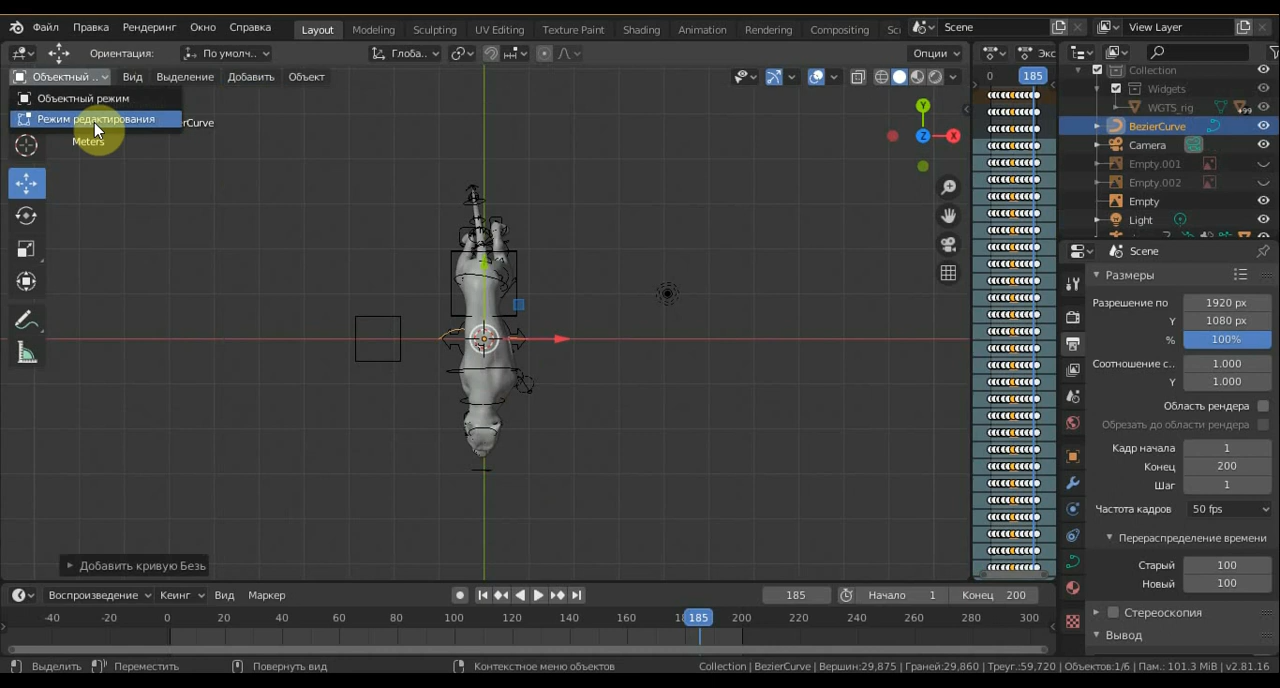 Файл Правка Рендеринг Окно Справка Layout Modeling Sculpting UV Editing Texture Paint Shading Animation Rendering Compositing Sc Scene View Layer
Ориентация: По умолч.. Глоба.. Опции Экс
Объектный .. Вид Выделение Добавить Объект 0 185
Объектный режим
Режим редактирования
rCurve
Meters
Collection
Widgets
WGTS_rig 99
BezierCurve
Camera
Empty.001
Empty.002
Empty
Light
Y
Z X
Scene
Размеры
Разрешение по 1920 px
Y 1080 px
% 100%
Соотношение с.. 1.000
Y 1.000
Область рендера
Обрезать до области рендера
Кадр начала 1
Конец 200
Шаг 1
Частота кадров 50 fps
Перераспределение времени
Старый 100
Новый 100
Стереоскопия
Вывод
Добавить кривую Безь
Воспроизведение Кеинг Вид Маркер 185 Начало 1 Конец 200
-40 -20 0 20 40 60 80 100 120 140 160 185 200 220 240 260 280 300
Выделить Переместить Повернуть вид Контекстное меню объектов Collection | BezierCurve | Вершин:29,875 | Граней:29,860 | Треуг.:59,720 | Объектов:1/6 | Пам.: 101.3 MiB | v2.81.16